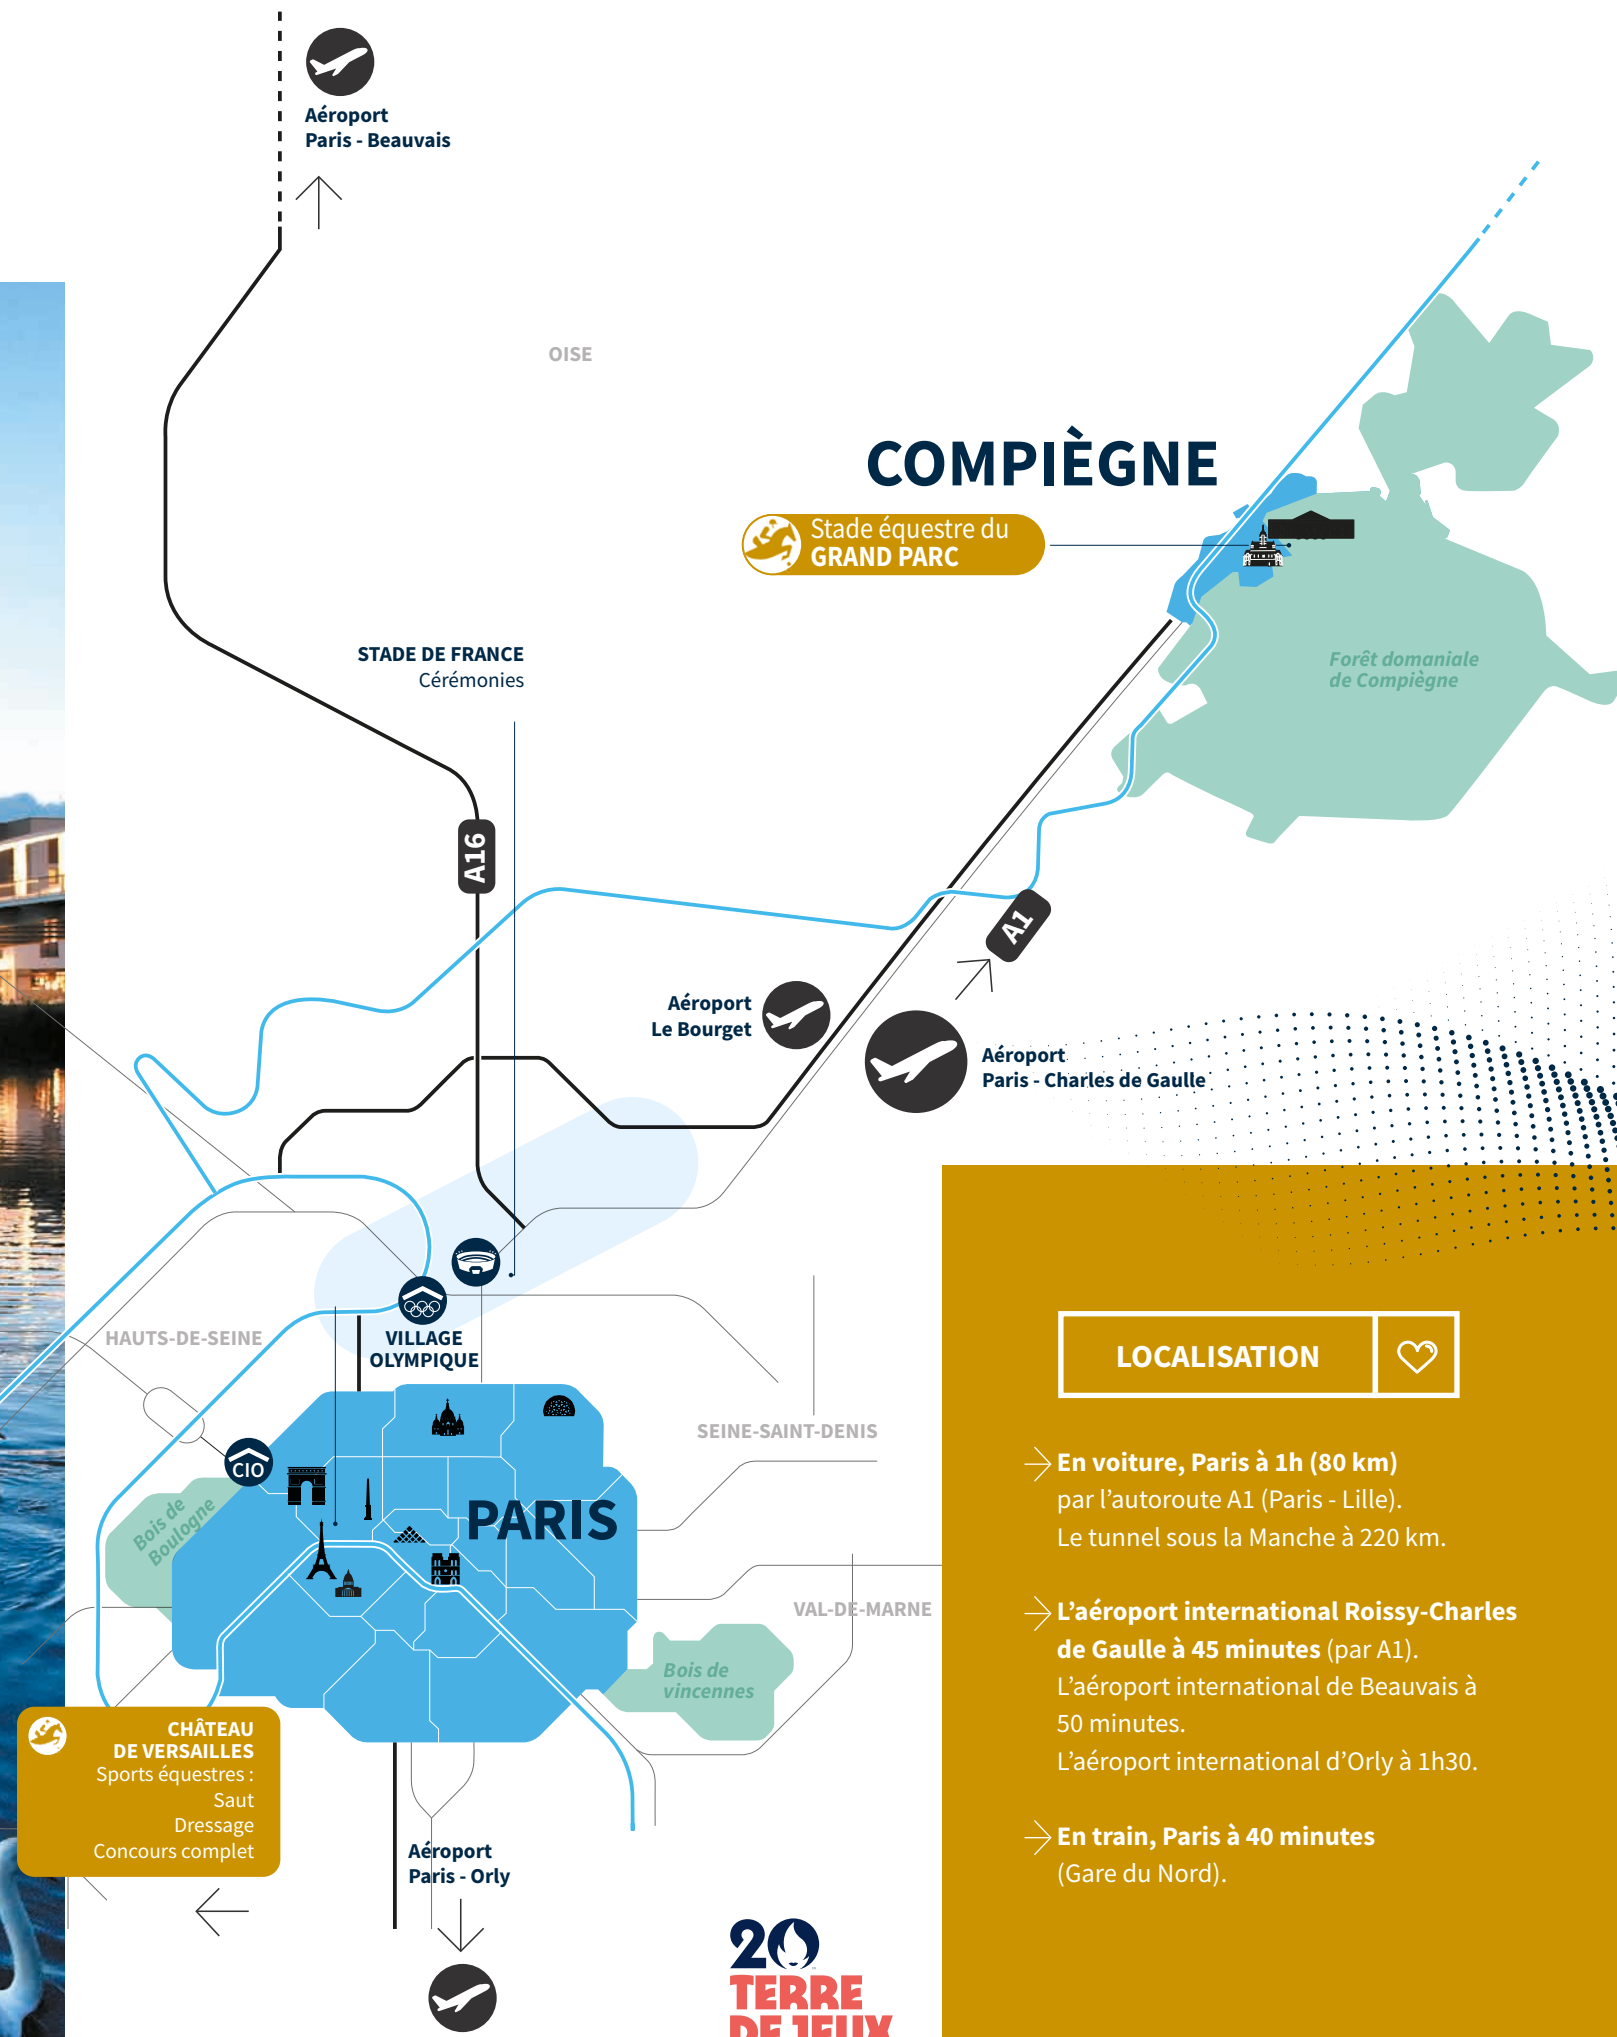 Aéroport
Paris - Beauvais
OISE
COMPIÈGNE
Stade équestre du
GRAND PARC
Forêt domaniale
de Compiègne
STADE DE FRANCE
Cérémonies
A16
A1
Aéroport
Le Bourget
Aéroport
Paris - Charles de Gaulle
HAUTS-DE-SEINE
VILLAGE
OLYMPIQUE
CIO
SEINE-SAINT-DENIS
Bois de
Boulogne
PARIS
VAL-DE-MARNE
Bois de
vincennes
CHÂTEAU
DE VERSAILLES
Sports équestres :
Saut
Dressage
Concours complet
Aéroport
Paris - Orly
20
TERRE
DE JEUX
LOCALISATION
En voiture, Paris à 1h (80 km)
par l'autoroute A1 (Paris - Lille).
Le tunnel sous la Manche à 220 km.
L'aéroport international Roissy-Charles
de Gaulle à 45 minutes (par A1).
L'aéroport international de Beauvais à
50 minutes.
L'aéroport international d'Orly à 1h30.
En train, Paris à 40 minutes
(Gare du Nord).